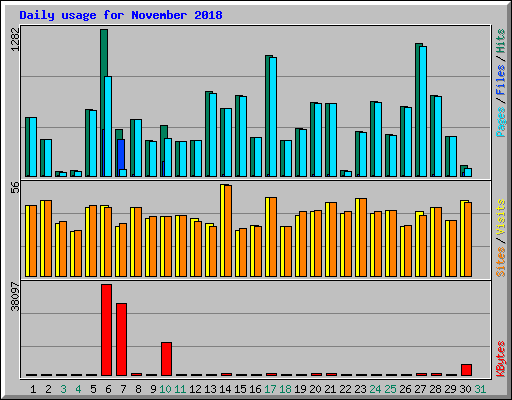 Daily usage for November 2018
1282
56
38097
Pages / Files / Hits
Sites / Visits
KBytes
1 2 3 4 5 6 7 8 9 10 11 12 13 14 15 16 17 18 19 20 21 22 23 24 25 26 27 28 29 30 31